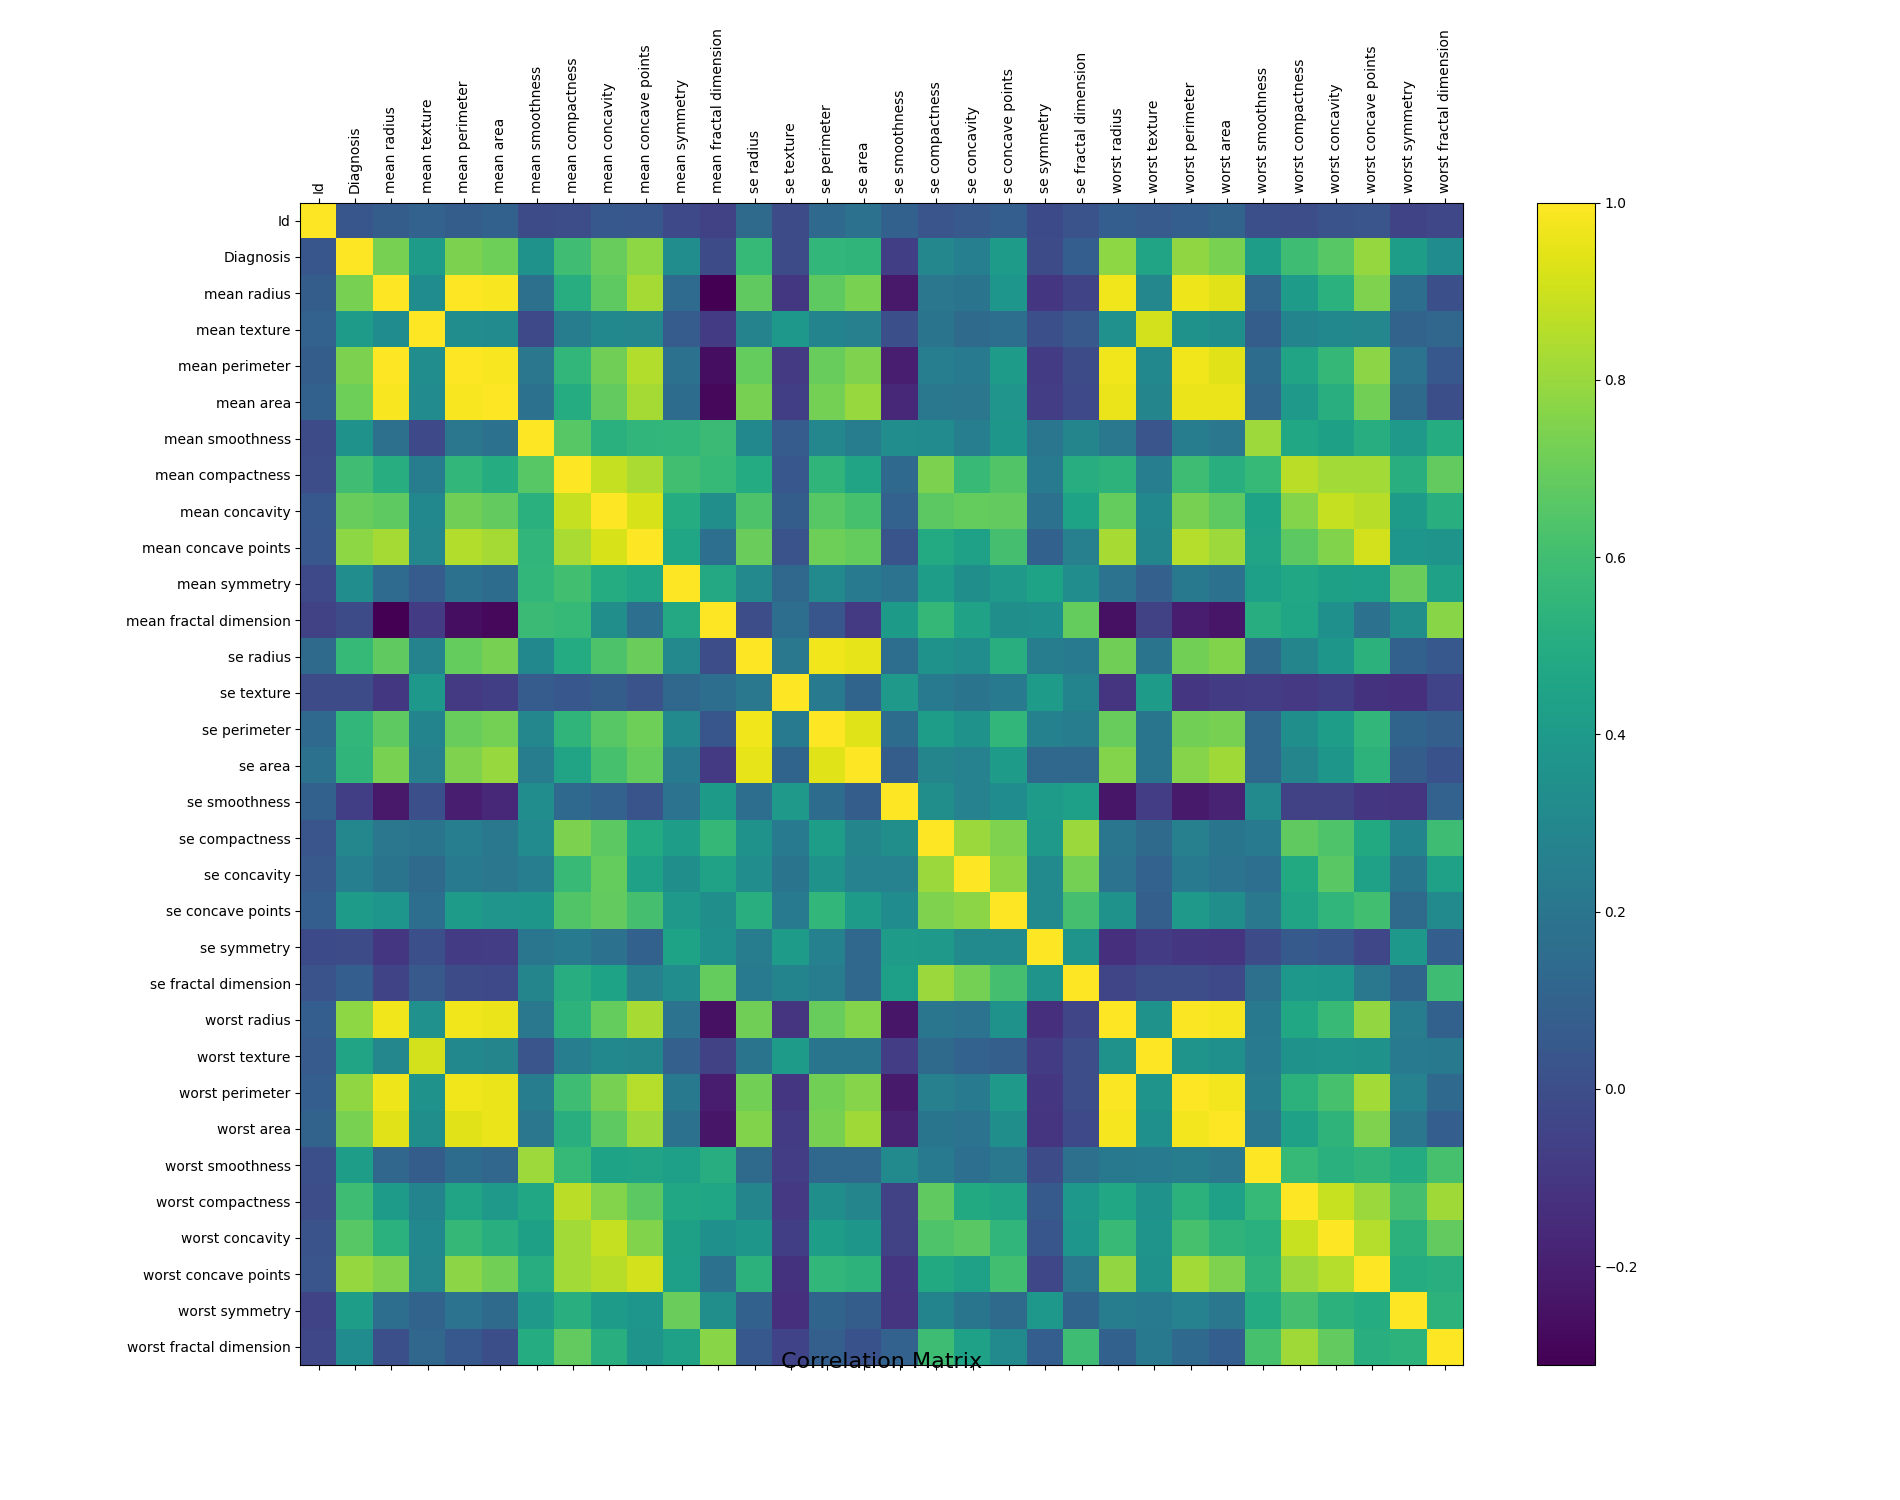 Id
Diagnosis
mean radius
mean texture
mean perimeter
mean area
mean smoothness
mean compactness
mean concavity
mean concave points
mean symmetry
mean fractal dimension
se radius
se texture
se perimeter
se area
se smoothness
se compactness
se concavity
se concave points
se symmetry
se fractal dimension
worst radius
worst texture
worst perimeter
worst area
worst smoothness
worst compactness
worst concavity
worst concave points
worst symmetry
worst fractal dimension
Id
Diagnosis
mean radius
mean texture
mean perimeter
mean area
mean smoothness
mean compactness
mean concavity
mean concave points
mean symmetry
mean fractal dimension
se radius
se texture
se perimeter
se area
se smoothness
se compactness
se concavity
se concave points
se symmetry
se fractal dimension
worst radius
worst texture
worst perimeter
worst area
worst smoothness
worst compactness
worst concavity
worst concave points
worst symmetry
worst fractal dimension
1.0
0.8
0.6
0.4
0.2
0.0
−0.2
Correlation Matrix